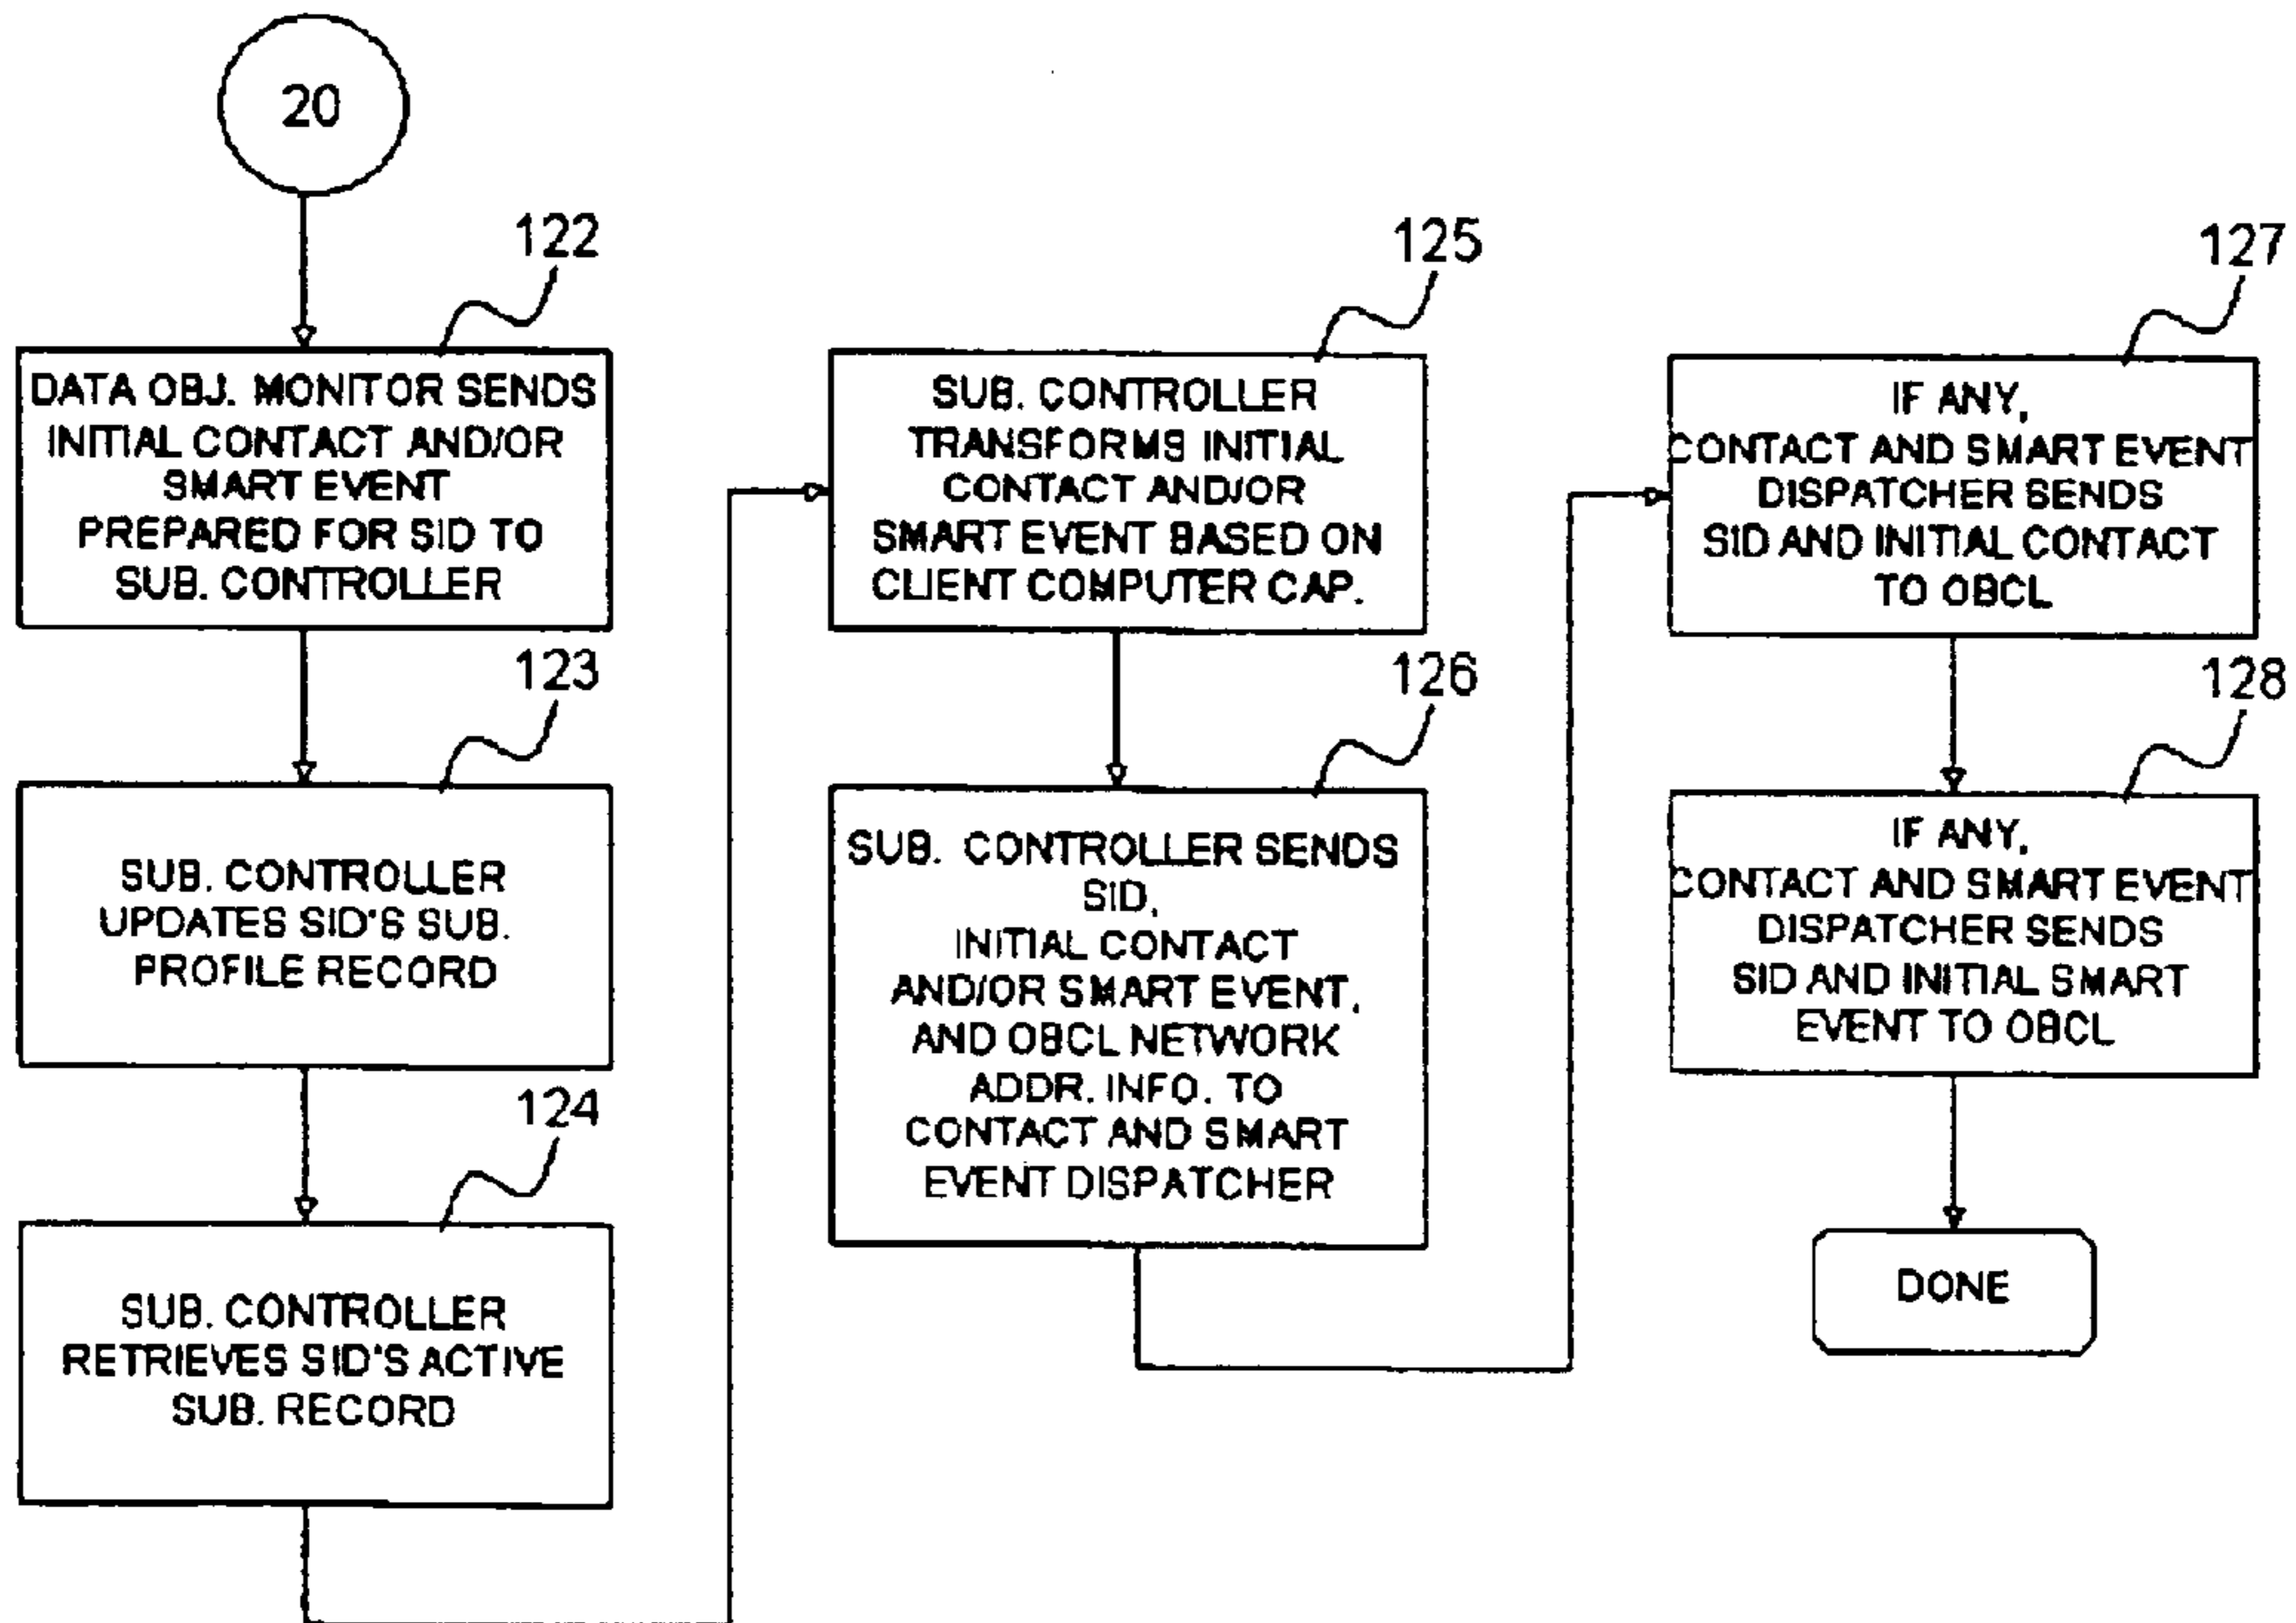 20
122
DATA OBJ. MONITOR SENDS
INITIAL CONTACT AND/OR
SMART EVENT
PREPARED FOR SID TO
SUB. CONTROLLER
123
SUB. CONTROLLER
UPDATES SID'S SUB.
PROFILE RECORD
124
SUB. CONTROLLER
RETRIEVES SID'S ACTIVE
SUB. RECORD
125
SUB. CONTROLLER
TRANSFORMS INITIAL
CONTACT AND/OR
SMART EVENT BASED ON
CLIENT COMPUTER CAP.
126
SUB. CONTROLLER SENDS
SID,
INITIAL CONTACT
AND/OR SMART EVENT,
AND OBCL NETWORK
ADDR. INFO. TO
CONTACT AND SMART
EVENT DISPATCHER
127
IF ANY,
CONTACT AND SMART EVENT
DISPATCHER SENDS
SID AND INITIAL CONTACT
TO OBCL
128
IF ANY,
CONTACT AND SMART EVENT
DISPATCHER SENDS
SID AND INITIAL SMART
EVENT TO OBCL
DONE